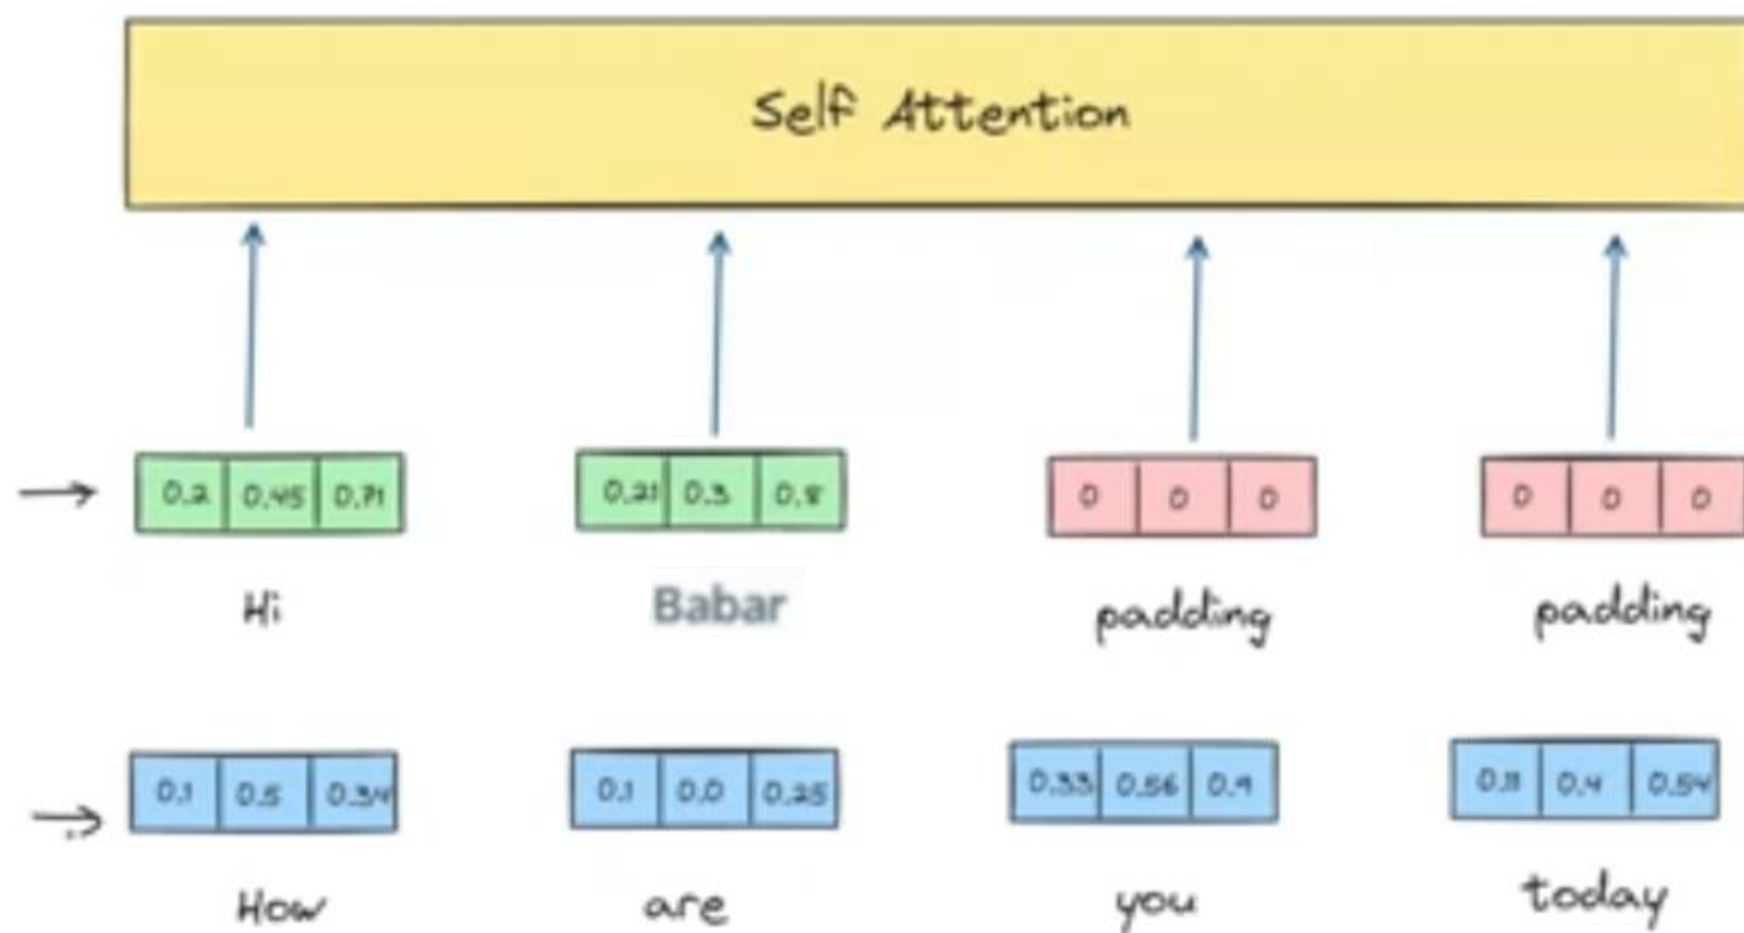 Self Attention
0.2 0.45 0.71 0.21 0.3 0.8 0 0 0 0 0 0
Hi Babar padding padding
0.1 0.5 0.34 0.1 0.0 0.25 0.33 0.56 0.9 0.11 0.4 0.54
How are you today